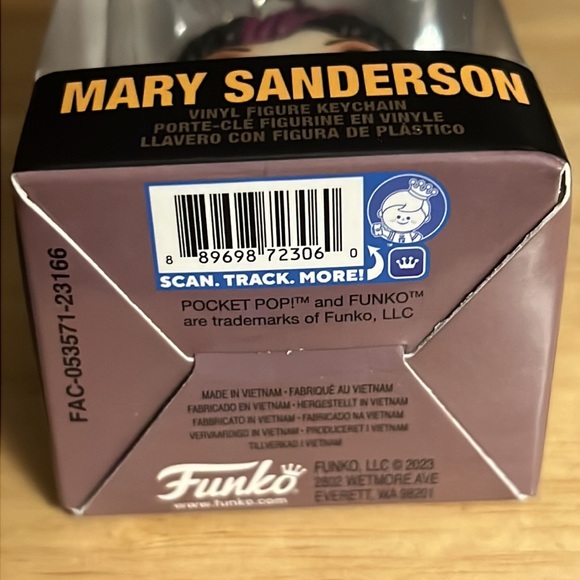 MARY SANDERSON
VINYL FIGURE KEYCHAIN
PORTE-CLÉ FIGURINE EN VINYLE
LLAVERO CON FIGURA DE PLÁSTICO
8 89698 72306 0
SCAN. TRACK. MORE!
POCKET POP!™ and FUNKO™
are trademarks of Funko, LLC
FAC-053571-23166
MADE IN VIETNAM • FABRIQUÉ AU VIETNAM
FABRICADO EN VIETNAM • HERGESTELLT IN VIETNAM
FABBRICATO IN VIETNAM • FABRICADO NA VIETNAM
VERVAARDIGD IN VIETNAM • PRODUCERET I VIETNAM
TILLVERKAD I VIETNAM
Funko
www.funko.com
FUNKO, LLC © 2023
2802 WETMORE AVE
EVERETT, WA 98201